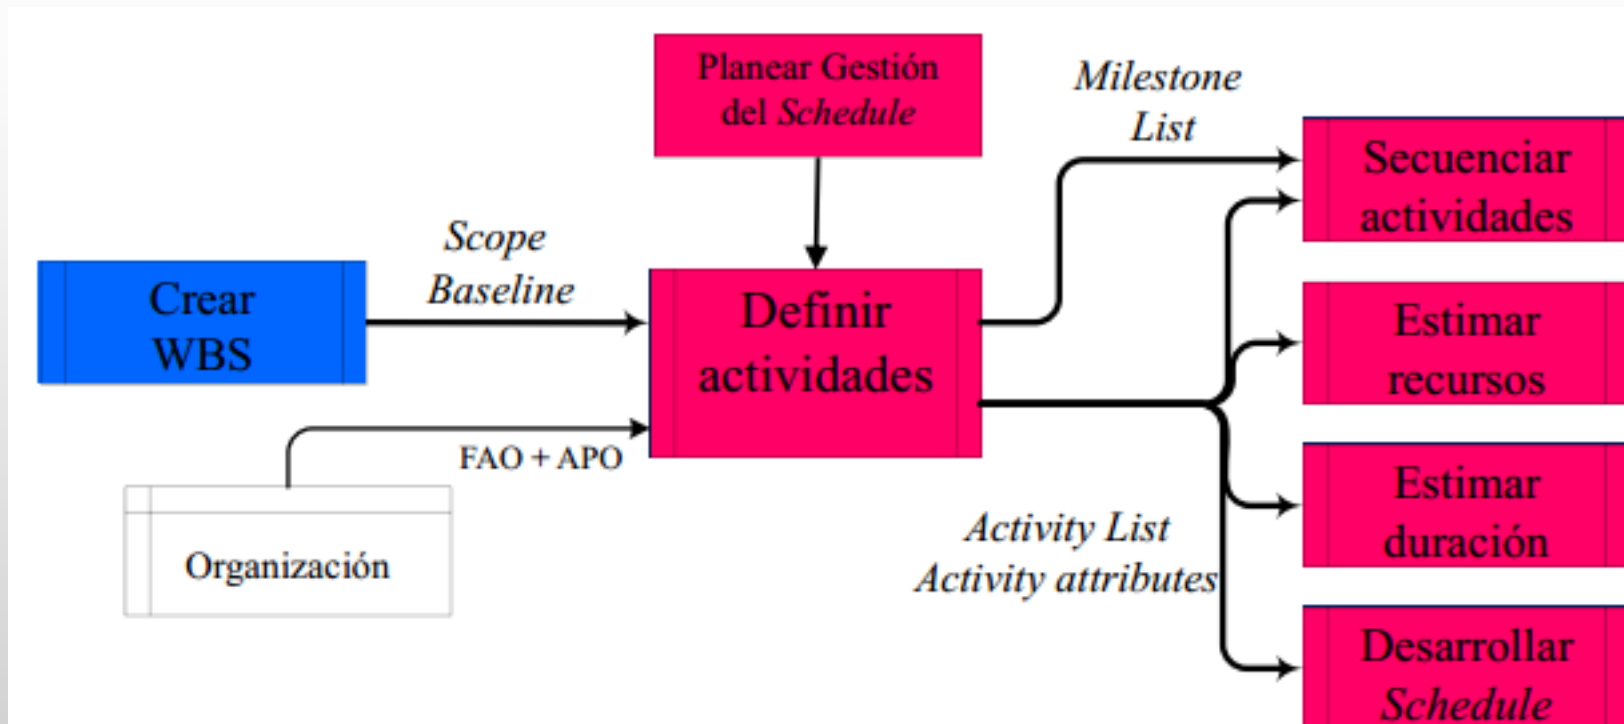 Planear Gestión
del Schedule
Milestone
List
Secuenciar
actividades
Scope
Baseline
Crear
WBS
Definir
actividades
Estimar
recursos
FAO + APO
Organización
Estimar
duración
Activity List
Activity attributes
Desarrollar
Schedule